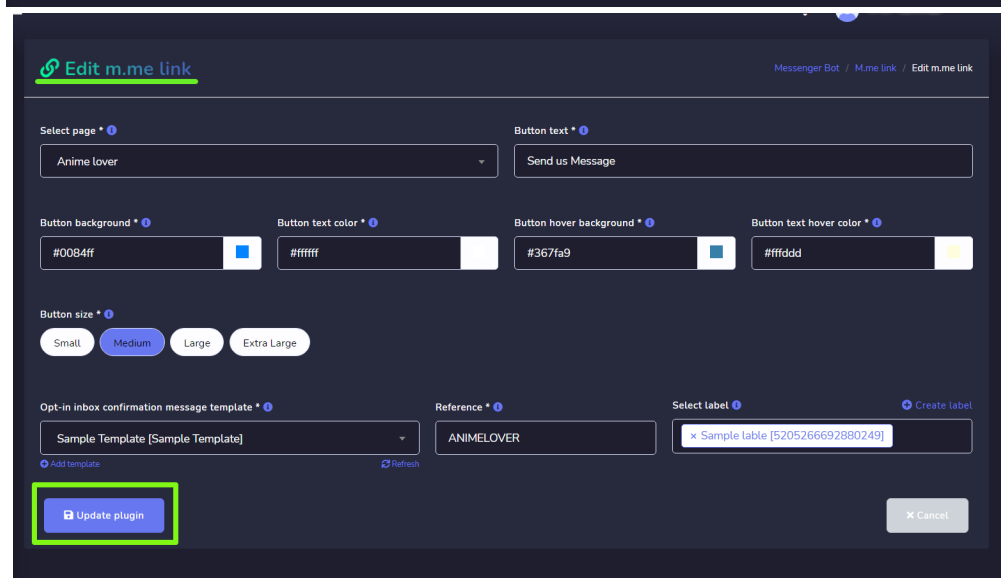 Edit m.me link
Messenger Bot / M.me link / Edit m.me link
Select page *
Button text *
Anime lover
Send us Message
Button background *
Button text color *
Button hover background *
Button text hover color *
#0084ff
#ffffff
#367fa9
#fffddd
Button size *
Small
Medium
Large
Extra Large
Opt-in inbox confirmation message template *
Reference *
Select label
Create label
Sample Template [Sample Template]
ANIMELOVER
× Sample lable [5205266692880249]
Add template
Refresh
Update plugin
× Cancel